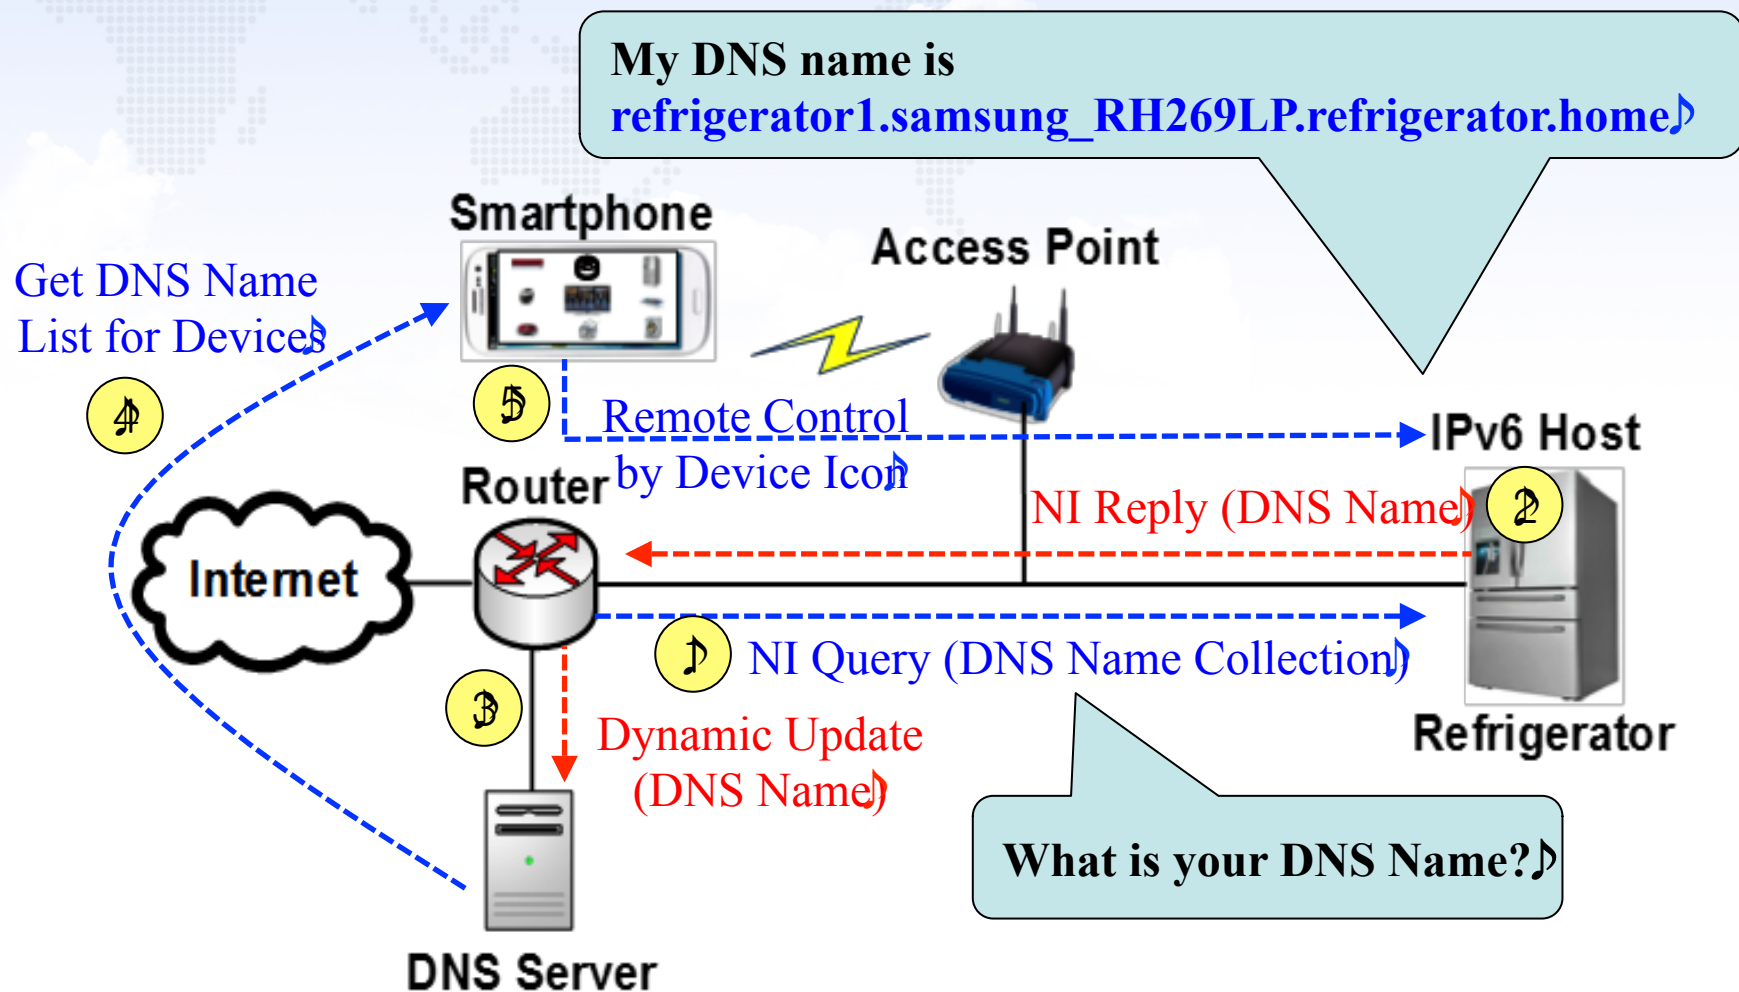 My DNS name is
refrigerator1.samsung_RH269LP.refrigerator.home
Smartphone
Access Point
Get DNS Name
List for Devices
4
5
Remote Control
by Device Icon
IPv6 Host
Router
NI Reply (DNS Name)
2
Internet
1
NI Query (DNS Name Collection)
3
Dynamic Update
(DNS Name)
Refrigerator
What is your DNS Name?
DNS Server